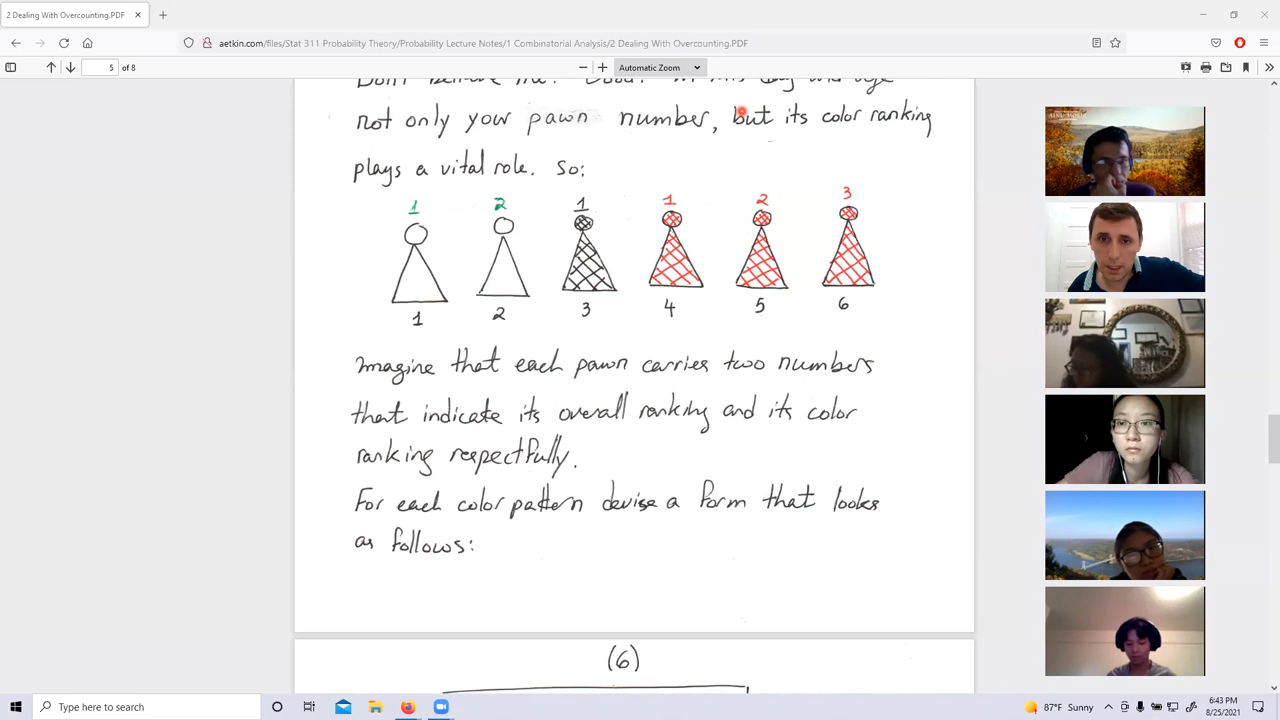 2 Dealing With Overcounting.PDF
aetkin.com/files/Stat 311 Probability Theory/Probability Lecture Notes/1 Combinatorial Analysis/2 Dealing With Overcounting.PDF
5 of 8
Automatic Zoom
not only your pawn number, but its color ranking
plays a vital role. So:
1 2 1 1 2 3
1 2 3 4 5 6
Imagine that each pawn carries two numbers
that indicate its overall ranking and its color
ranking respectfully.
For each color pattern devise a form that looks
as follows:
(6)
Type here to search
87°F Sunny
6:43 PM
8/25/2021